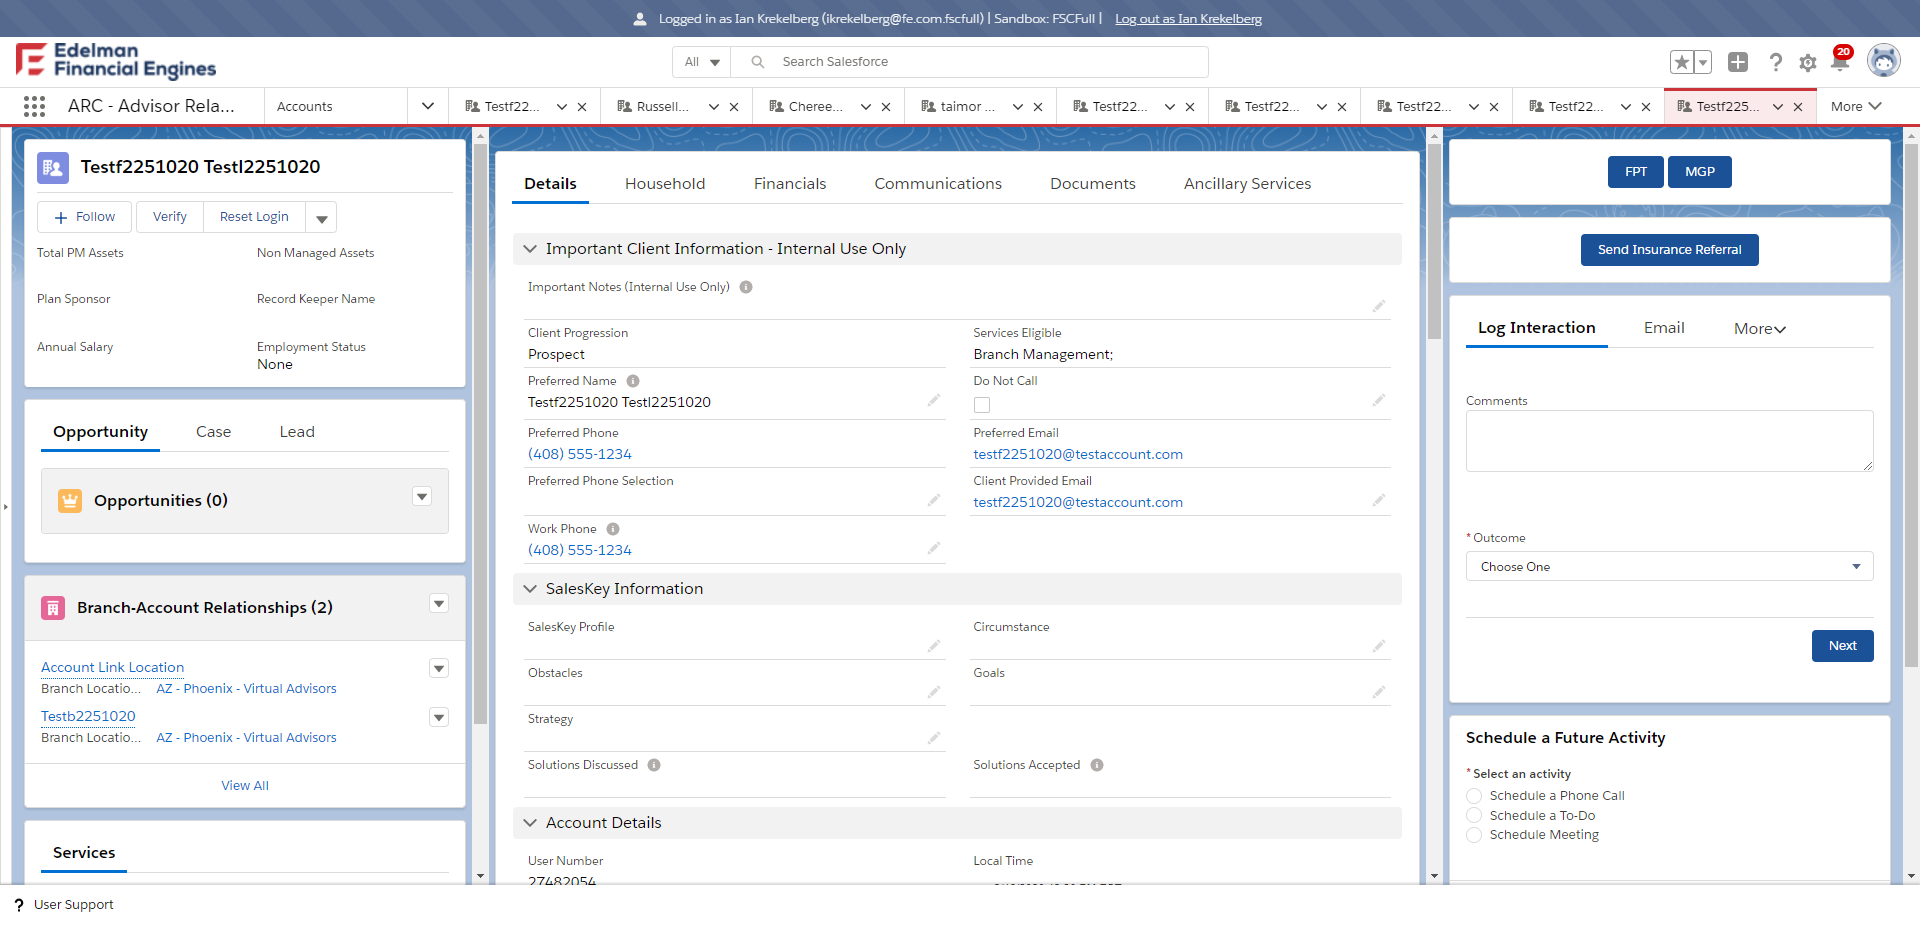 Logged in as Ian Krekelberg (ikrekelberg@fe.com.fscfull) | Sandbox: FSCFull | Log out as Ian Krekelberg
Edelman
Financial Engines
All
Search Salesforce
20
ARC - Advisor Rela...
Accounts
Testf22...
Russell...
Cheree...
taimor ...
Testf22...
Testf22...
Testf22...
Testf22...
Testf225...
More
Testf2251020 Testl2251020
Follow
Verify
Reset Login
Total PM Assets
Non Managed Assets
Plan Sponsor
Record Keeper Name
Annual Salary
Employment Status
None
Opportunity
Case
Lead
Opportunities (0)
Branch-Account Relationships (2)
Account Link Location
Branch Locatio... AZ - Phoenix - Virtual Advisors
Testb2251020
Branch Locatio... AZ - Phoenix - Virtual Advisors
View All
Services
Details
Household
Financials
Communications
Documents
Ancillary Services
Important Client Information - Internal Use Only
Important Notes (Internal Use Only)
Client Progression
Prospect
Services Eligible
Branch Management;
Preferred Name
Testf2251020 Testl2251020
Do Not Call
Preferred Phone
(408) 555-1234
Preferred Email
testf2251020@testaccount.com
Preferred Phone Selection
Client Provided Email
testf2251020@testaccount.com
Work Phone
(408) 555-1234
SalesKey Information
SalesKey Profile
Circumstance
Obstacles
Goals
Strategy
Solutions Discussed
Solutions Accepted
Account Details
User Number
27482054
Local Time
FPT
MGP
Send Insurance Referral
Log Interaction
Email
More
Comments
* Outcome
Choose One
Next
Schedule a Future Activity
* Select an activity
Schedule a Phone Call
Schedule a To-Do
Schedule Meeting
? User Support